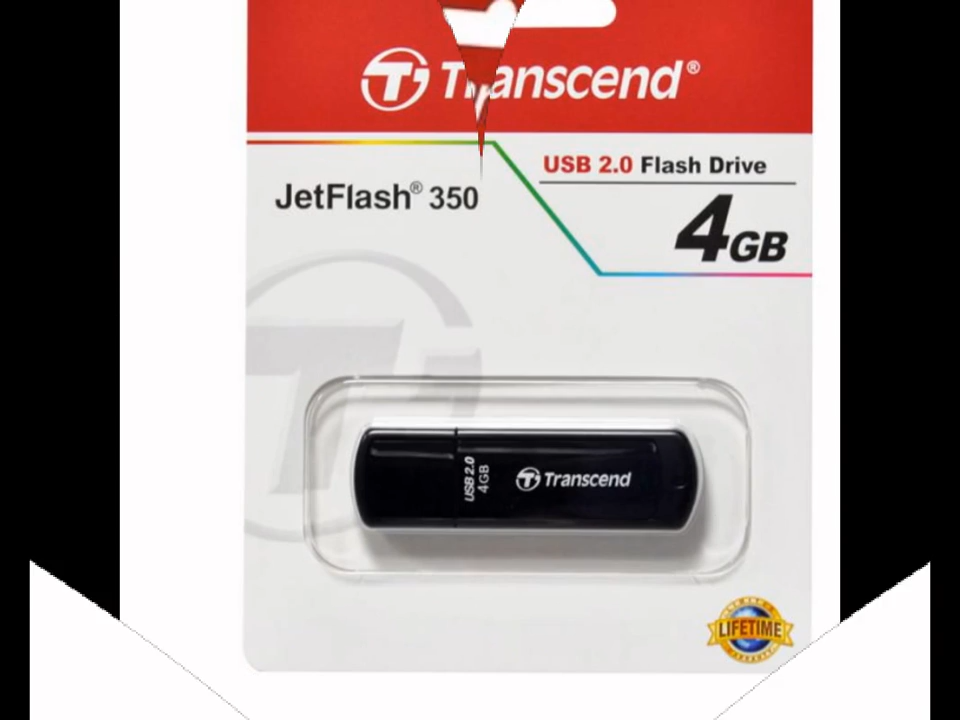 Transcend®
USB 2.0 Flash Drive
JetFlash® 350
4GB
USB 2.0
4GB
Transcend
LIFETIME